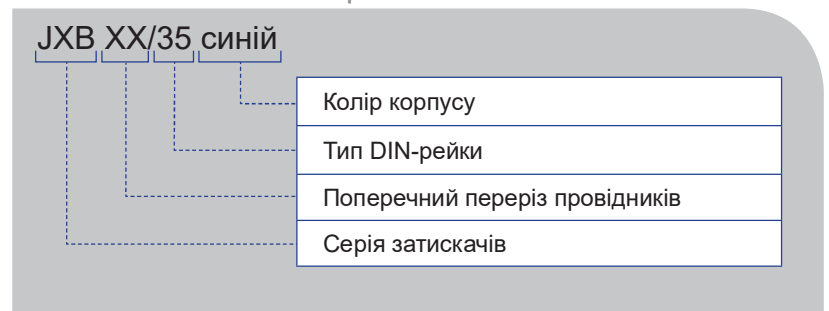 JXB XX/35 синій
Колір корпусу
Тип DIN-рейки
Поперечний переріз провідників
Серія затискачів